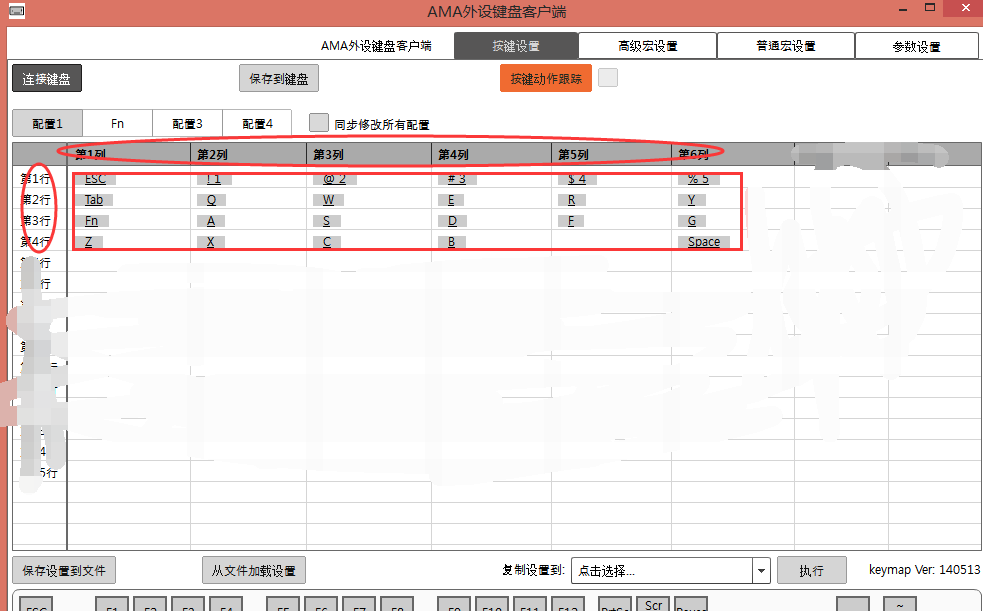 AMA外设键盘客户端
AMA外设键盘客户端 按键设置 高级宏设置 普通宏设置 参数设置
连接键盘 保存到键盘 按键动作跟踪
配置1 Fn 配置3 配置4 同步修改所有配置
第1列 第2列 第3列 第4列 第5列 第6列
第1行 ESC ! 1 @ 2 # 3 $ 4 % 5
第2行 Tab Q W E R Y
第3行 Fn A S D F G
第4行 Z X C B Space
行
行
4
5行
保存设置到文件 从文件加载设置 复制设置到: 点击选择... 执行 keymap Ver: 140513
ESC F1 F2 F3 F4 F5 F6 F7 F8 F9 F10 F11 F12 PrtSc Scr Pause ~